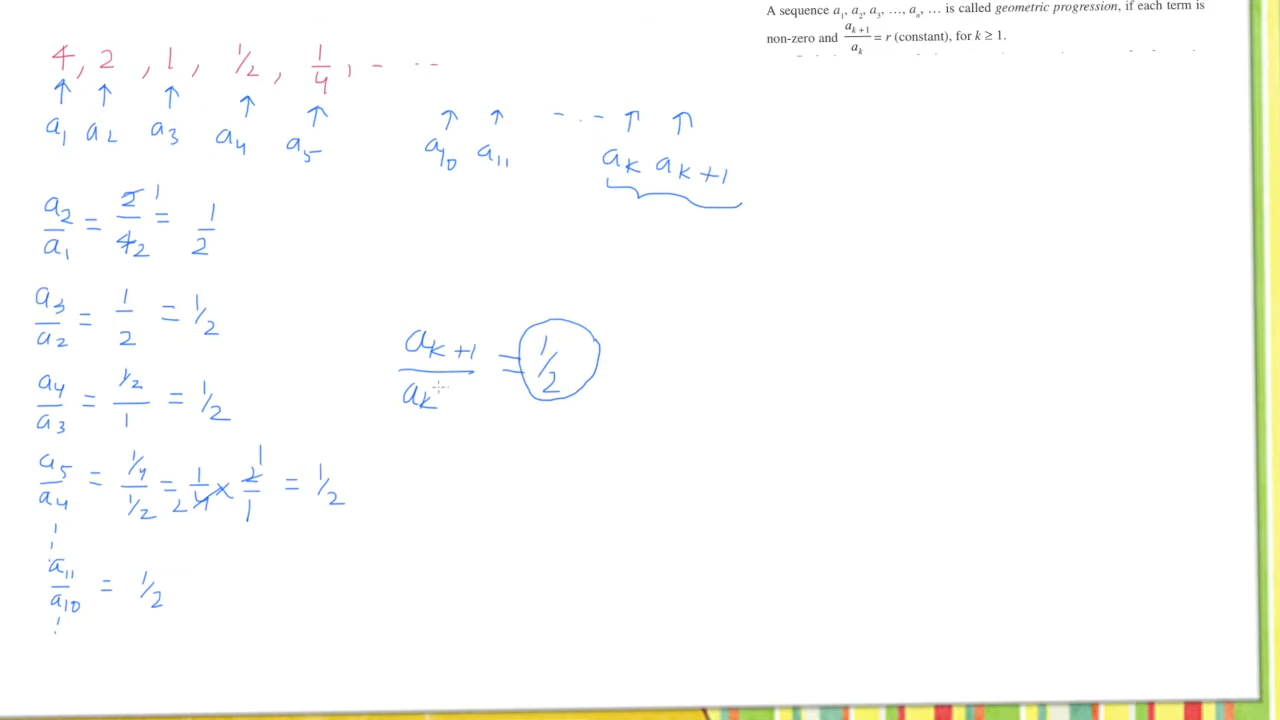 A sequence a₁, a₂, a₃, …, aₙ, … is called geometric progression, if each term is
non-zero and aₖ₊₁/aₖ = r (constant), for k ≥ 1.
4, 2, 1, 1/2, 1/4, - . . -
↑ ↑ ↑ ↑ ↑ ↑ ↑ - . . - ↑ ↑
a₁ a₂ a₃ a₄ a₅ a₁₀ a₁₁ aₖ aₖ₊₁
a₂/a₁ = 2̶ 1/4̶ 2 = 1/2
a₃/a₂ = 1/2 = 1/2
aₖ₊₁/aₖ = 1/2
a₄/a₃ = (1/2)/1 = 1/2
a₅/a₄ = (1/4)/(1/2) = 1/4̶ 2 × 2̶ 1/1 = 1/2
a₁₁/a₁₀ = 1/2